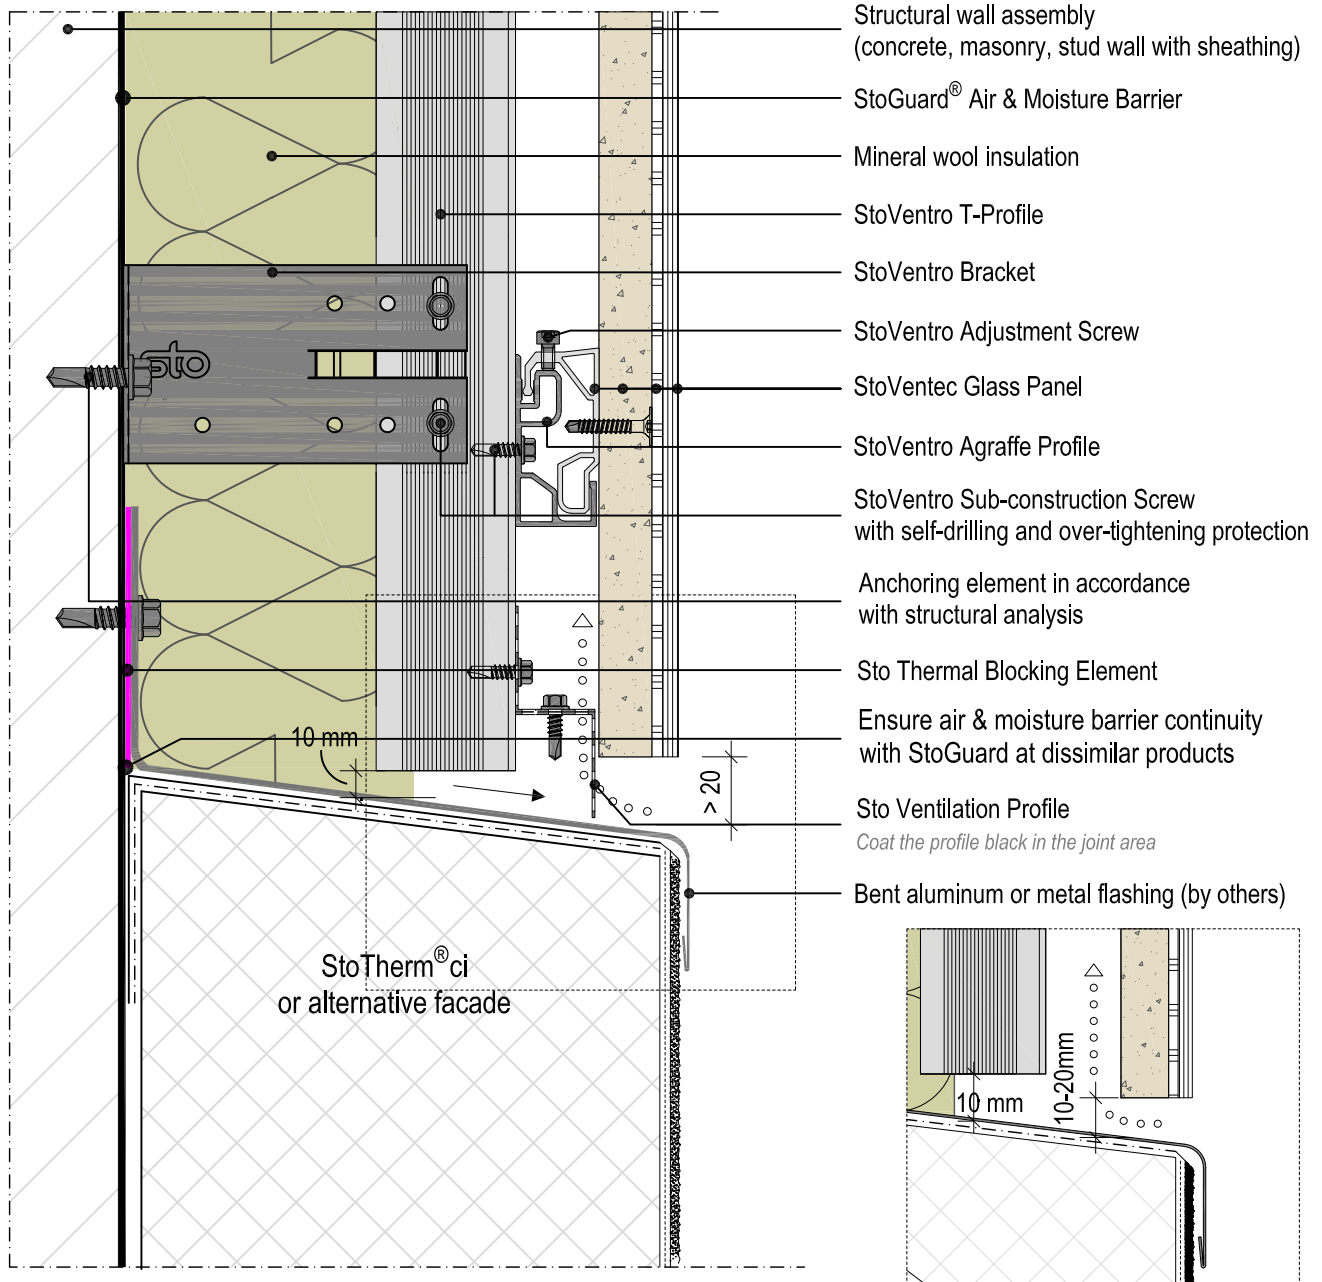 Structural wall assembly
(concrete, masonry, stud wall with sheathing)
StoGuard® Air & Moisture Barrier
Mineral wool insulation
StoVentro T-Profile
StoVentro Bracket
StoVentro Adjustment Screw
StoVentec Glass Panel
StoVentro Agraffe Profile
StoVentro Sub-construction Screw
with self-drilling and over-tightening protection
Anchoring element in accordance
with structural analysis
Sto Thermal Blocking Element
Ensure air & moisture barrier continuity
with StoGuard at dissimilar products
Sto Ventilation Profile
Coat the profile black in the joint area
Bent aluminum or metal flashing (by others)
sto
10 mm
> 20
StoTherm® ci
or alternative facade
10 mm
10-20mm